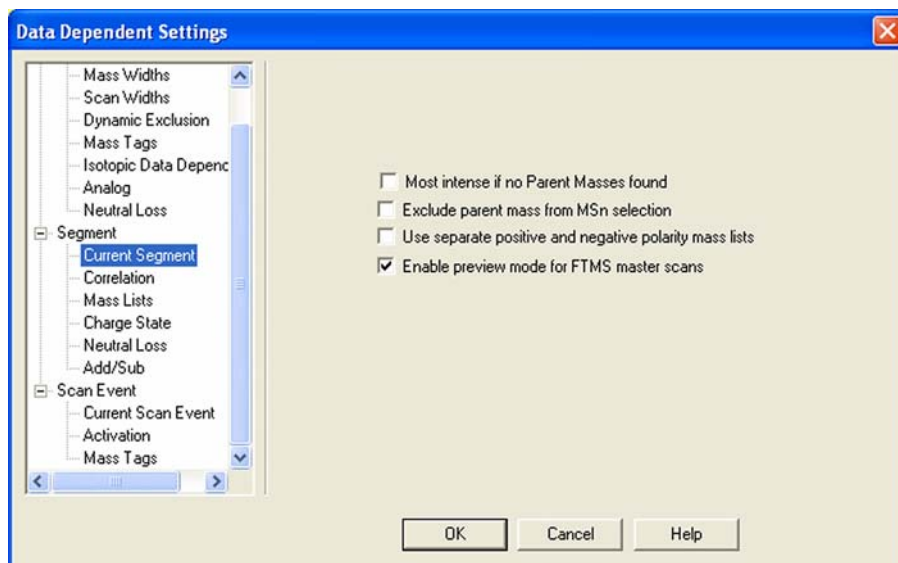 Data Dependent Settings
Mass Widths
Scan Widths
Dynamic Exclusion
Mass Tags
Isotopic Data Depenc
Analog
Neutral Loss
Segment
Current Segment
Correlation
Mass Lists
Charge State
Neutral Loss
Add/Sub
Scan Event
Current Scan Event
Activation
Mass Tags
Most intense if no Parent Masses found
Exclude parent mass from MSn selection
Use separate positive and negative polarity mass lists
Enable preview mode for FTMS master scans
OK
Cancel
Help